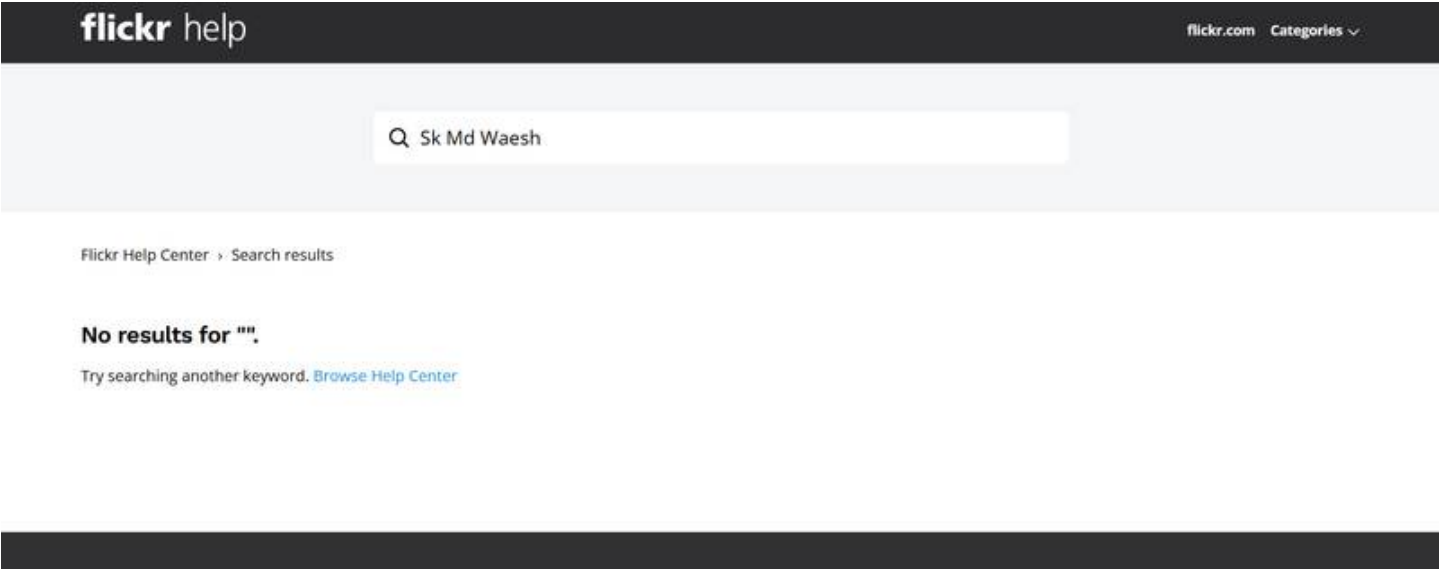 flickr help
flickr.com Categories
Sk Md Waesh
Flickr Help Center › Search results
No results for "".
Try searching another keyword. Browse Help Center